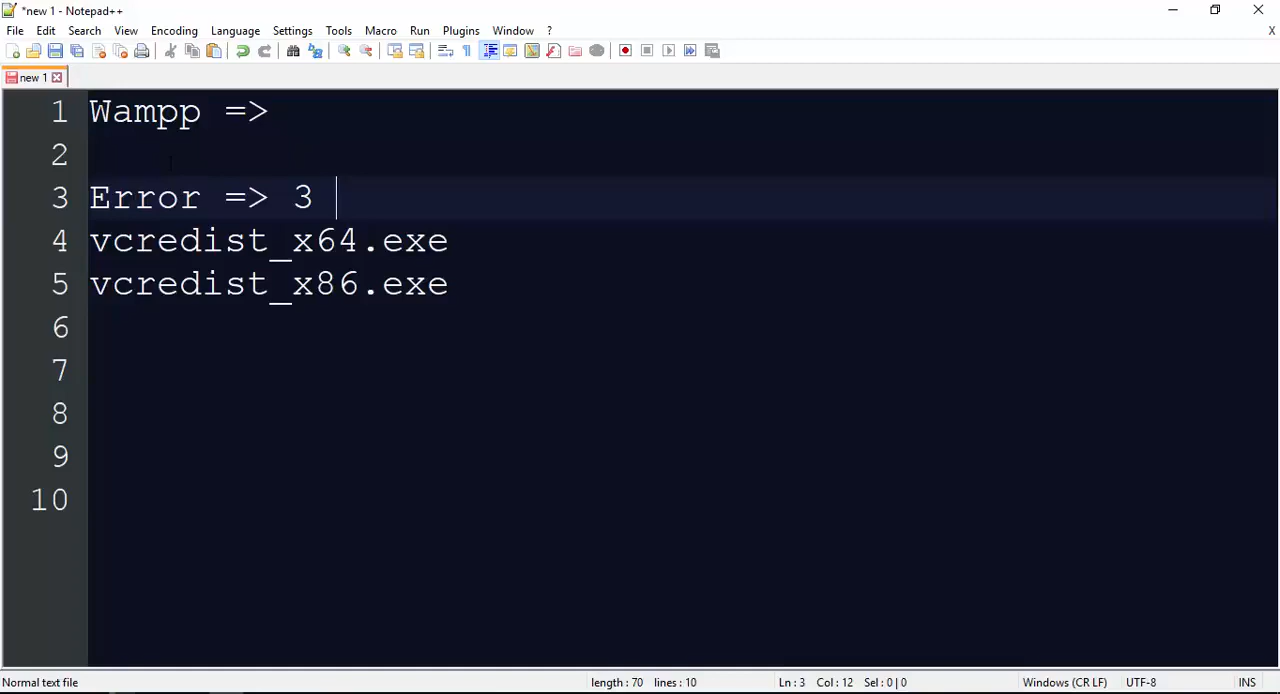 *new 1 - Notepad++
File Edit Search View Encoding Language Settings Tools Macro Run Plugins Window ? X
new 1
1 Wampp =>
2
3 Error => 3
4 vcredist_x64.exe
5 vcredist_x86.exe
6
7
8
9
10
Normal text file length : 70 lines : 10 Ln : 3 Col : 12 Sel : 0 | 0 Windows (CR LF) UTF-8 INS